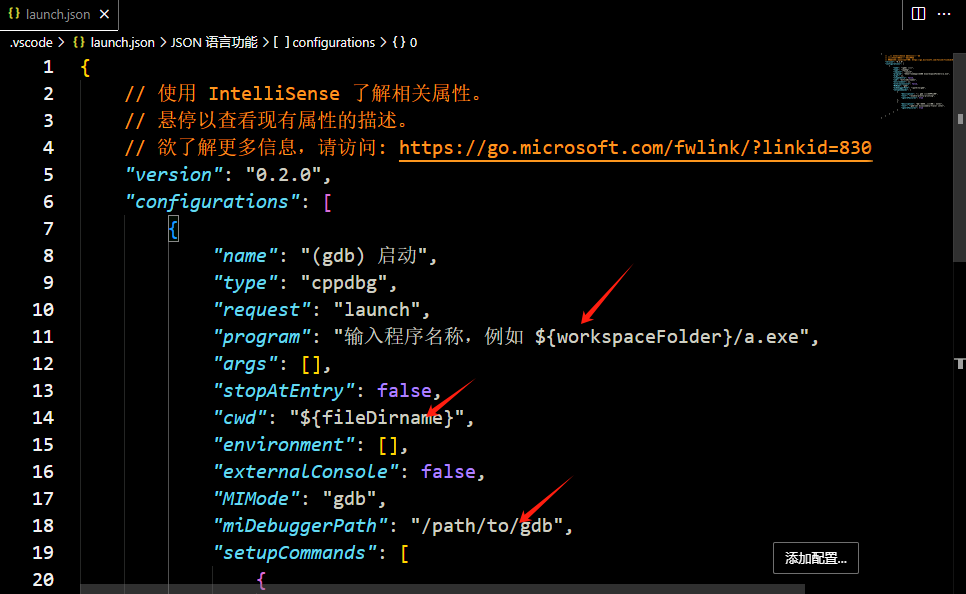 {} launch.json ×
.vscode > {} launch.json > JSON 语言功能 > [ ] configurations > { } 0
1 {
2 // 使用 IntelliSense 了解相关属性。
3 // 悬停以查看现有属性的描述。
4 // 欲了解更多信息，请访问: https://go.microsoft.com/fwlink/?linkid=830
5 "version": "0.2.0",
6 "configurations": [
7 {
8 "name": "(gdb) 启动",
9 "type": "cppdbg",
10 "request": "launch",
11 "program": "输入程序名称，例如 ${workspaceFolder}/a.exe",
12 "args": [],
13 "stopAtEntry": false,
14 "cwd": "${fileDirname}",
15 "environment": [],
16 "externalConsole": false,
17 "MIMode": "gdb",
18 "miDebuggerPath": "/path/to/gdb",
19 "setupCommands": [
20 {
添加配置...